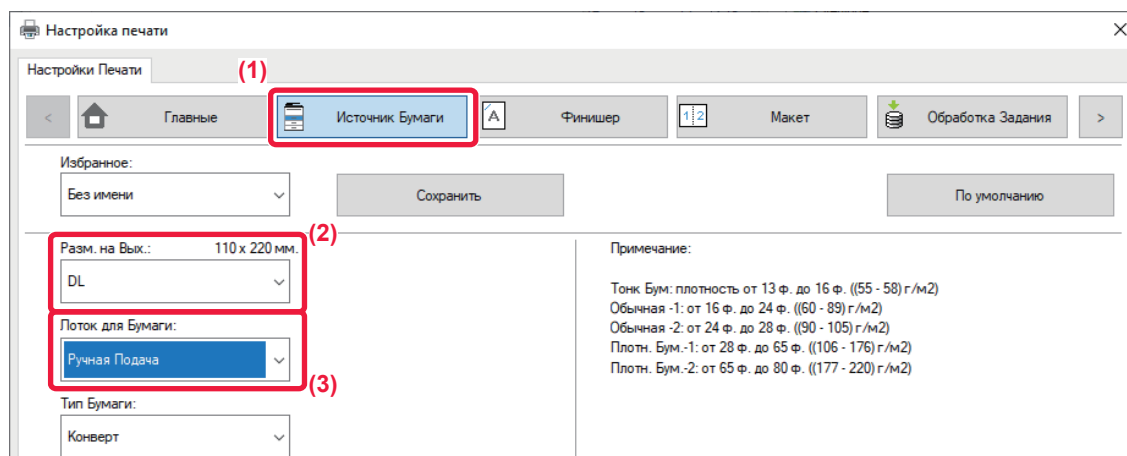 Настройка печати
Настройки Печати
(1)
<
Главные
Источник Бумаги
A
Финишер
1 2
Макет
Обработка Задания
>
Избранное:
Без имени
Сохранить
По умолчанию
(2)
Разм. на Вых.: 110 x 220 мм.
DL
Лоток для Бумаги:
Ручная Подача
(3)
Тип Бумаги:
Конверт
Примечание:
Тонк Бум: плотность от 13 ф. до 16 ф. ((55 - 58) г/м2)
Обычная -1: от 16 ф. до 24 ф. ((60 - 89) г/м2)
Обычная -2: от 24 ф. до 28 ф. ((90 - 105) г/м2)
Плотн. Бум.-1: от 28 ф. до 65 ф. ((106 - 176) г/м2)
Плотн. Бум.-2: от 65 ф. до 80 ф. ((177 - 220) г/м2)